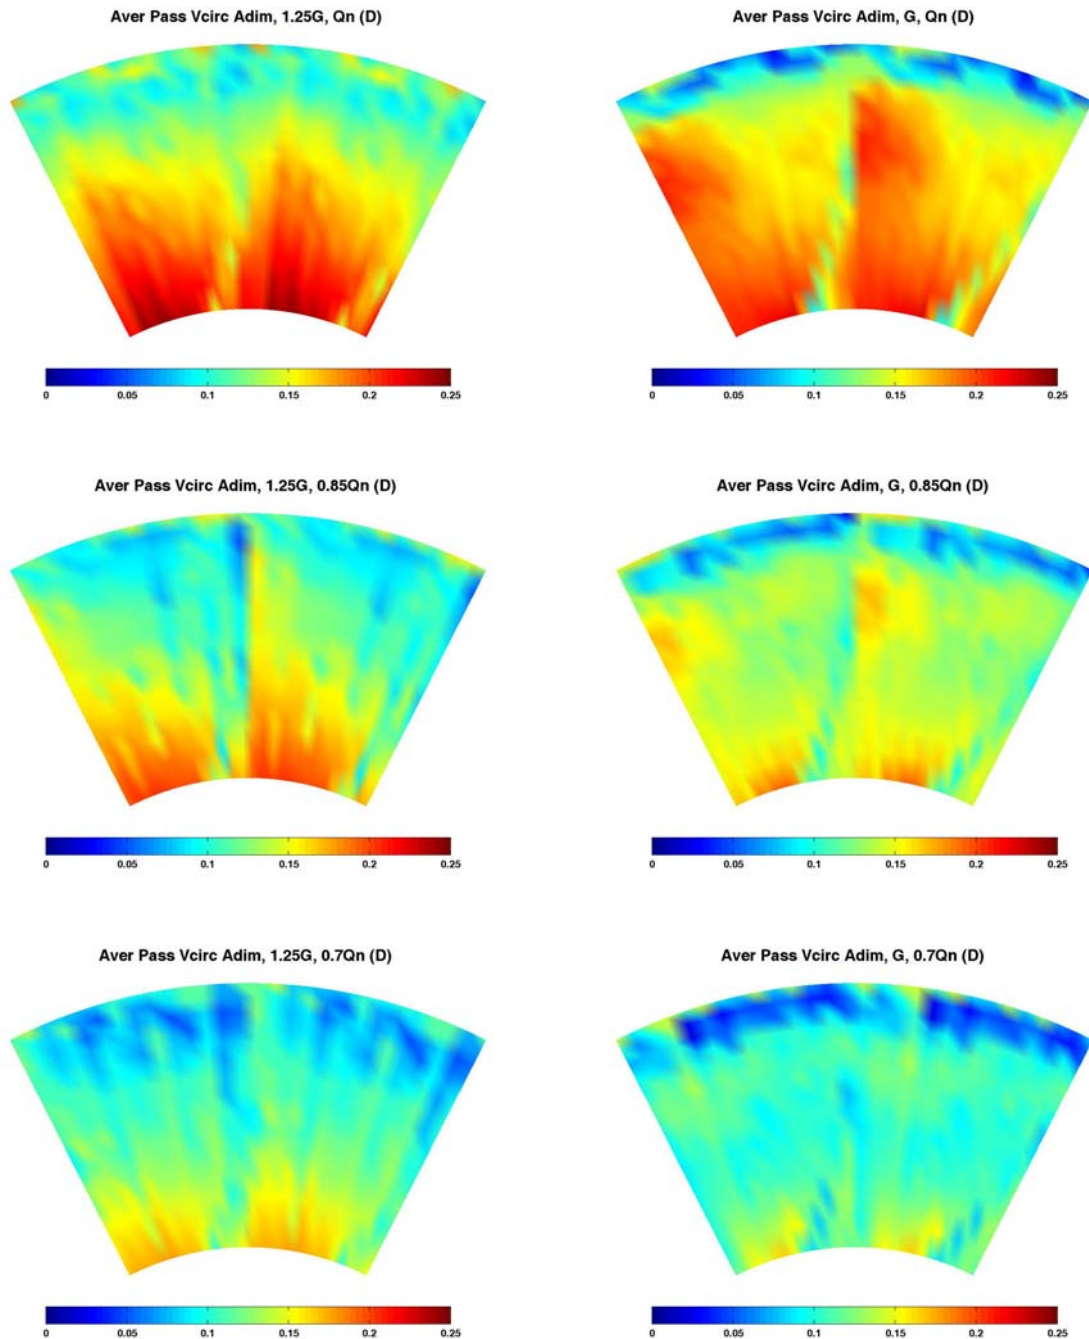 Aver Pass Vcirc Adim, 1.25G, Qn (D)
Aver Pass Vcirc Adim, G, Qn (D)
0 0.05 0.1 0.15 0.2 0.25
0 0.05 0.1 0.15 0.2 0.25
Aver Pass Vcirc Adim, 1.25G, 0.85Qn (D)
Aver Pass Vcirc Adim, G, 0.85Qn (D)
0 0.05 0.1 0.15 0.2 0.25
0 0.05 0.1 0.15 0.2 0.25
Aver Pass Vcirc Adim, 1.25G, 0.7Qn (D)
Aver Pass Vcirc Adim, G, 0.7Qn (D)
0 0.05 0.1 0.15 0.2 0.25
0 0.05 0.1 0.15 0.2 0.25